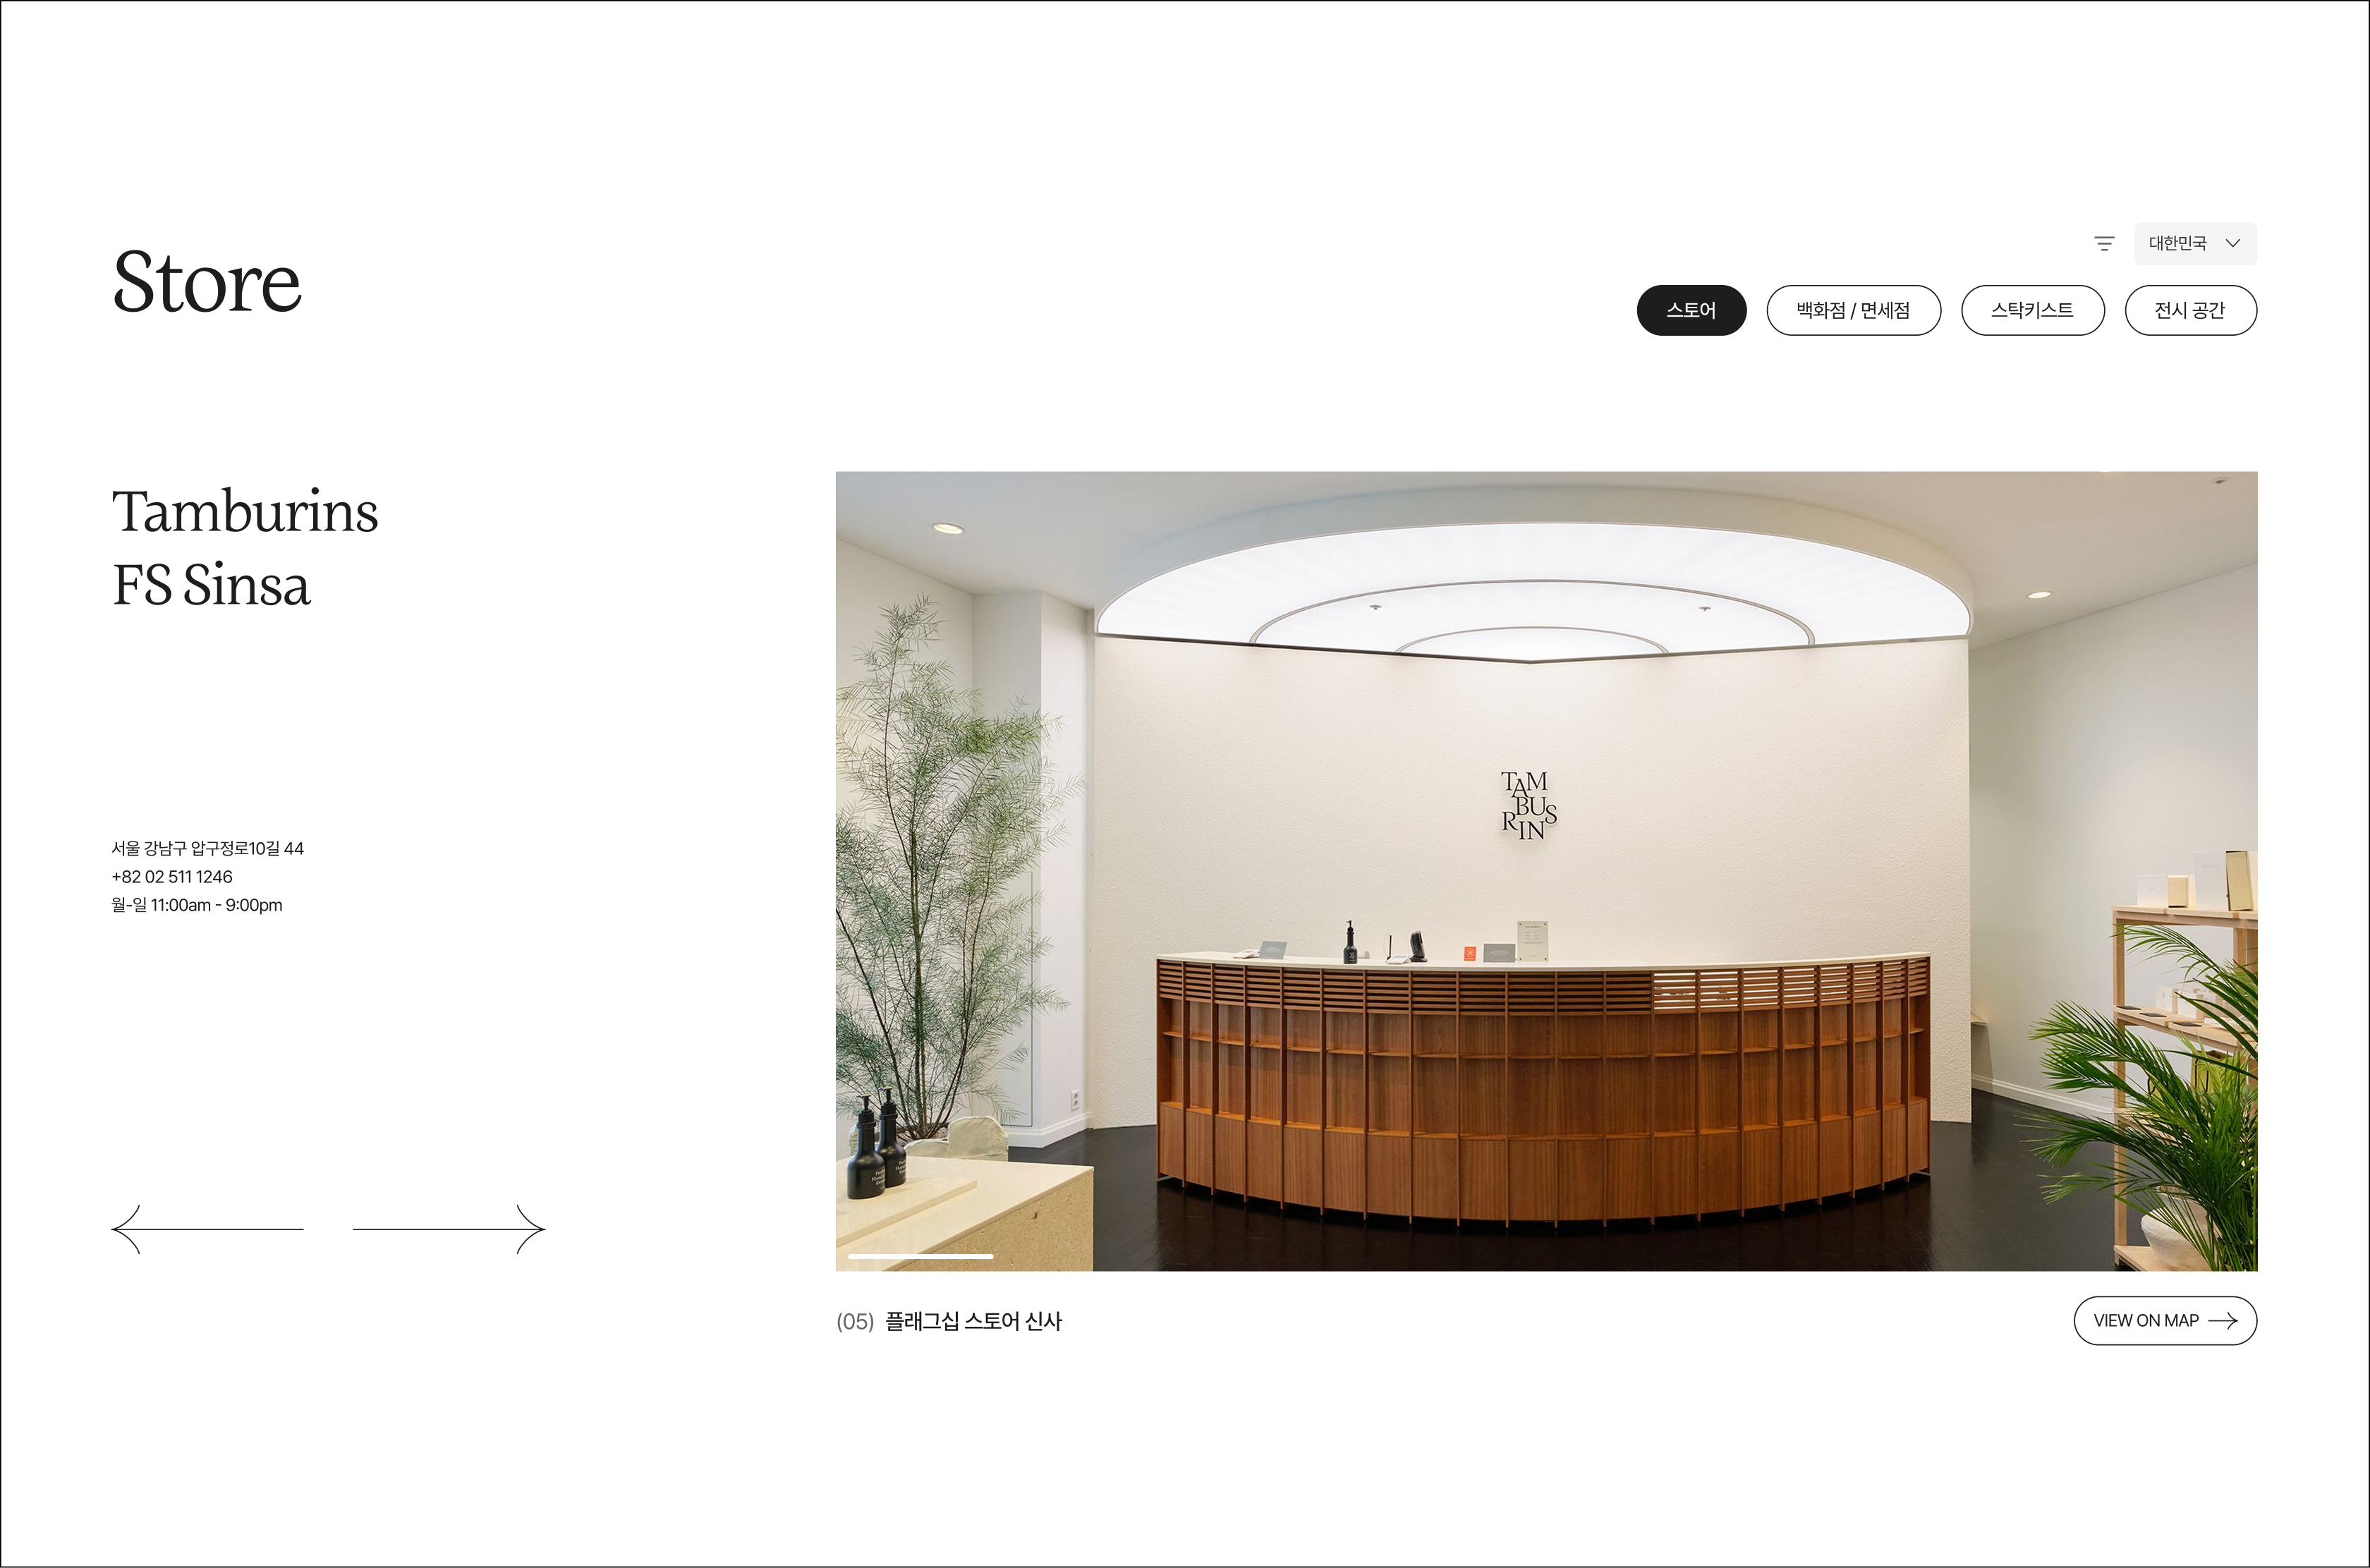 Store
대한민국
스토어
백화점 / 면세점
스탁키스트
전시 공간
Tamburins
FS Sinsa
서울 강남구 압구정로10길 44
+82 02 511 1246
월-일 11:00am - 9:00pm
TAM
BUS
RIN
(05) 플래그십 스토어 신사
VIEW ON MAP